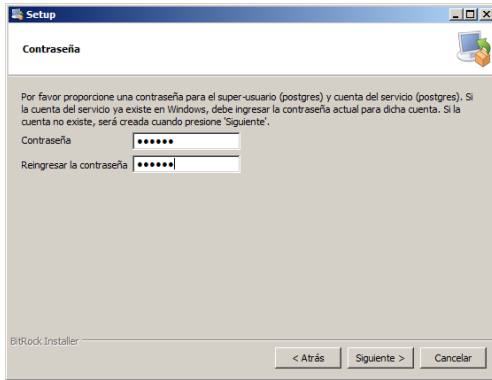 Setup
Contraseña
Por favor proporcione una contraseña para el super-usuario (postgres) y cuenta del servicio (postgres). Si
la cuenta del servicio ya existe en Windows, debe ingresar la contraseña actual para dicha cuenta. Si la
cuenta no existe, será creada cuando presione 'Siguiente'.
Contraseña ••••••
Reingresar la contraseña ••••••
BitRock Installer
< Atrás Siguiente > Cancelar